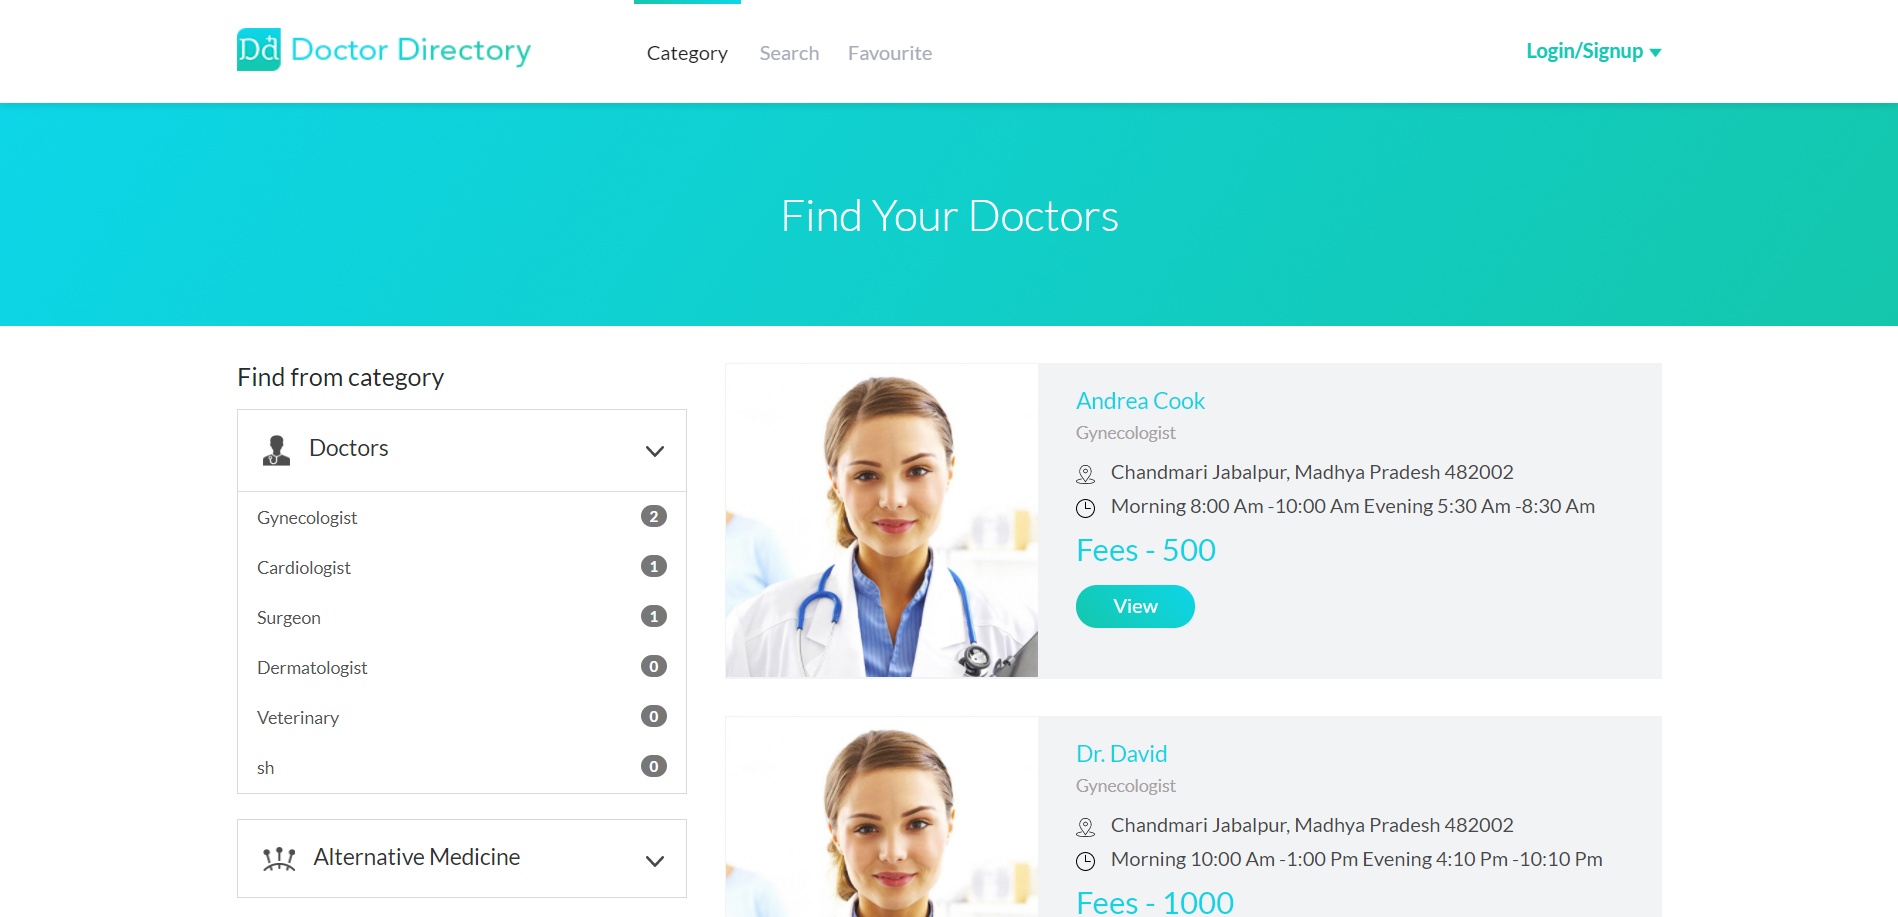 Dd Doctor Directory
Category Search Favourite
Login/Signup
Find Your Doctors
Find from category
Doctors
Gynecologist 2
Cardiologist 1
Surgeon 1
Dermatologist 0
Veterinary 0
sh 0
Alternative Medicine
Andrea Cook
Gynecologist
Chandmari Jabalpur, Madhya Pradesh 482002
Morning 8:00 Am -10:00 Am Evening 5:30 Am -8:30 Am
Fees - 500
View
Dr. David
Gynecologist
Chandmari Jabalpur, Madhya Pradesh 482002
Morning 10:00 Am -1:00 Pm Evening 4:10 Pm -10:10 Pm
Fees - 1000